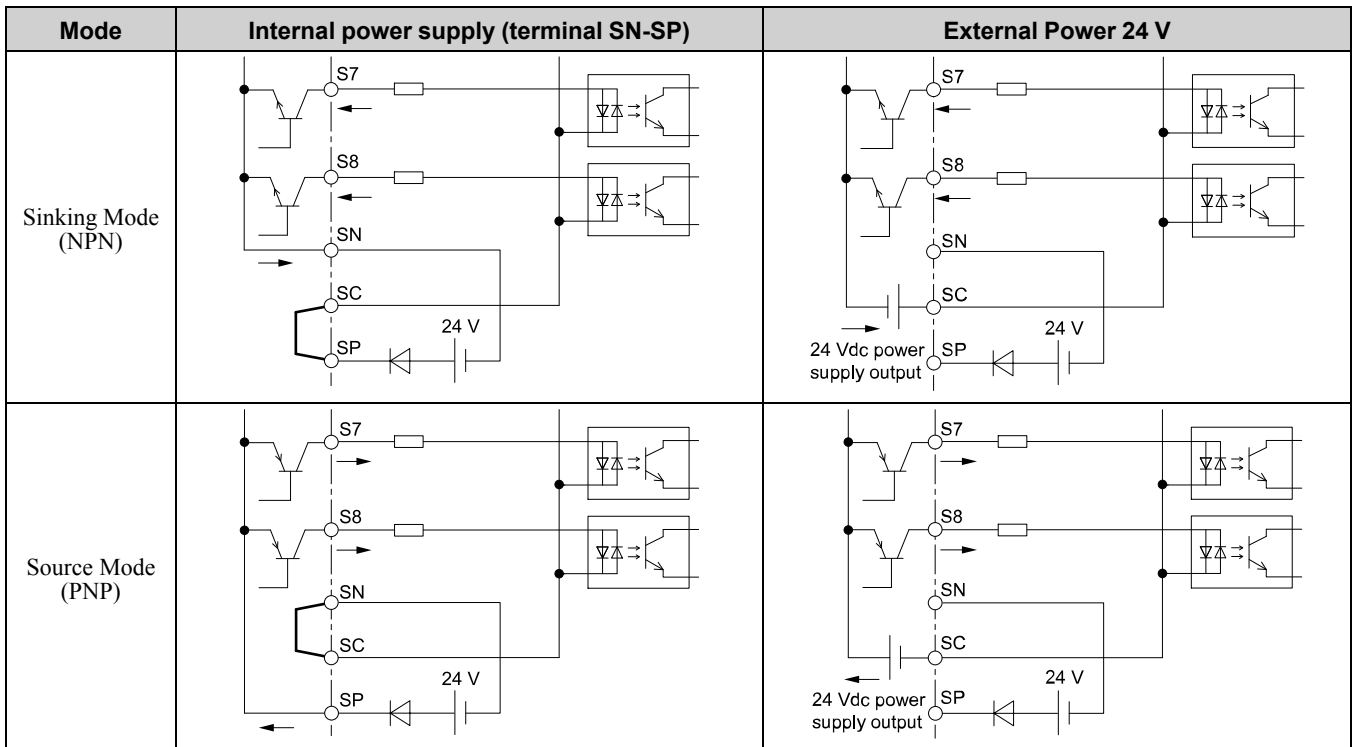 Mode
Internal power supply (terminal SN-SP)
External Power 24 V
Sinking Mode
(NPN)
S7
S8
SN
SC
24 V
SP
S7
S8
SN
SC
24 V
24 Vdc power
supply output
SP
Source Mode
(PNP)
S7
S8
SN
SC
24 V
SP
S7
S8
SN
SC
24 V
24 Vdc power
supply output
SP